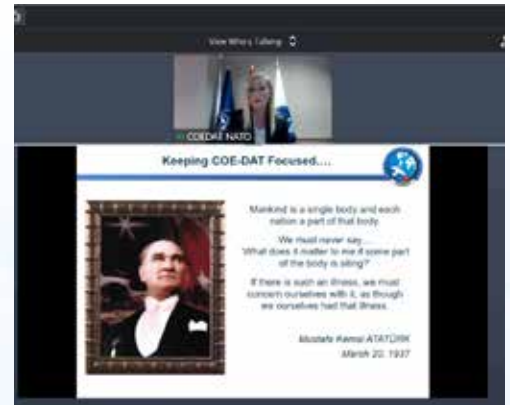 View Who's Talking
COEDAT NATO
Keeping COE-DAT Focused....
Mankind is a single body and each
nation a part of that body.
We must never say....
What does it matter to me if some part
of the body is ailing?
If there is such an illness, we must
concern ourselves with it, as though
we ourselves had that illness.
Mustafa Kemal ATATÜRK
March 20, 1937